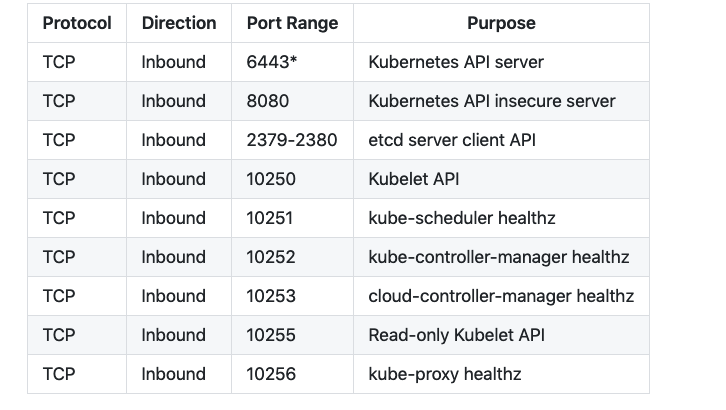 Protocol Direction Port Range Purpose
TCP Inbound 6443* Kubernetes API server
TCP Inbound 8080 Kubernetes API insecure server
TCP Inbound 2379-2380 etcd server client API
TCP Inbound 10250 Kubelet API
TCP Inbound 10251 kube-scheduler healthz
TCP Inbound 10252 kube-controller-manager healthz
TCP Inbound 10253 cloud-controller-manager healthz
TCP Inbound 10255 Read-only Kubelet API
TCP Inbound 10256 kube-proxy healthz